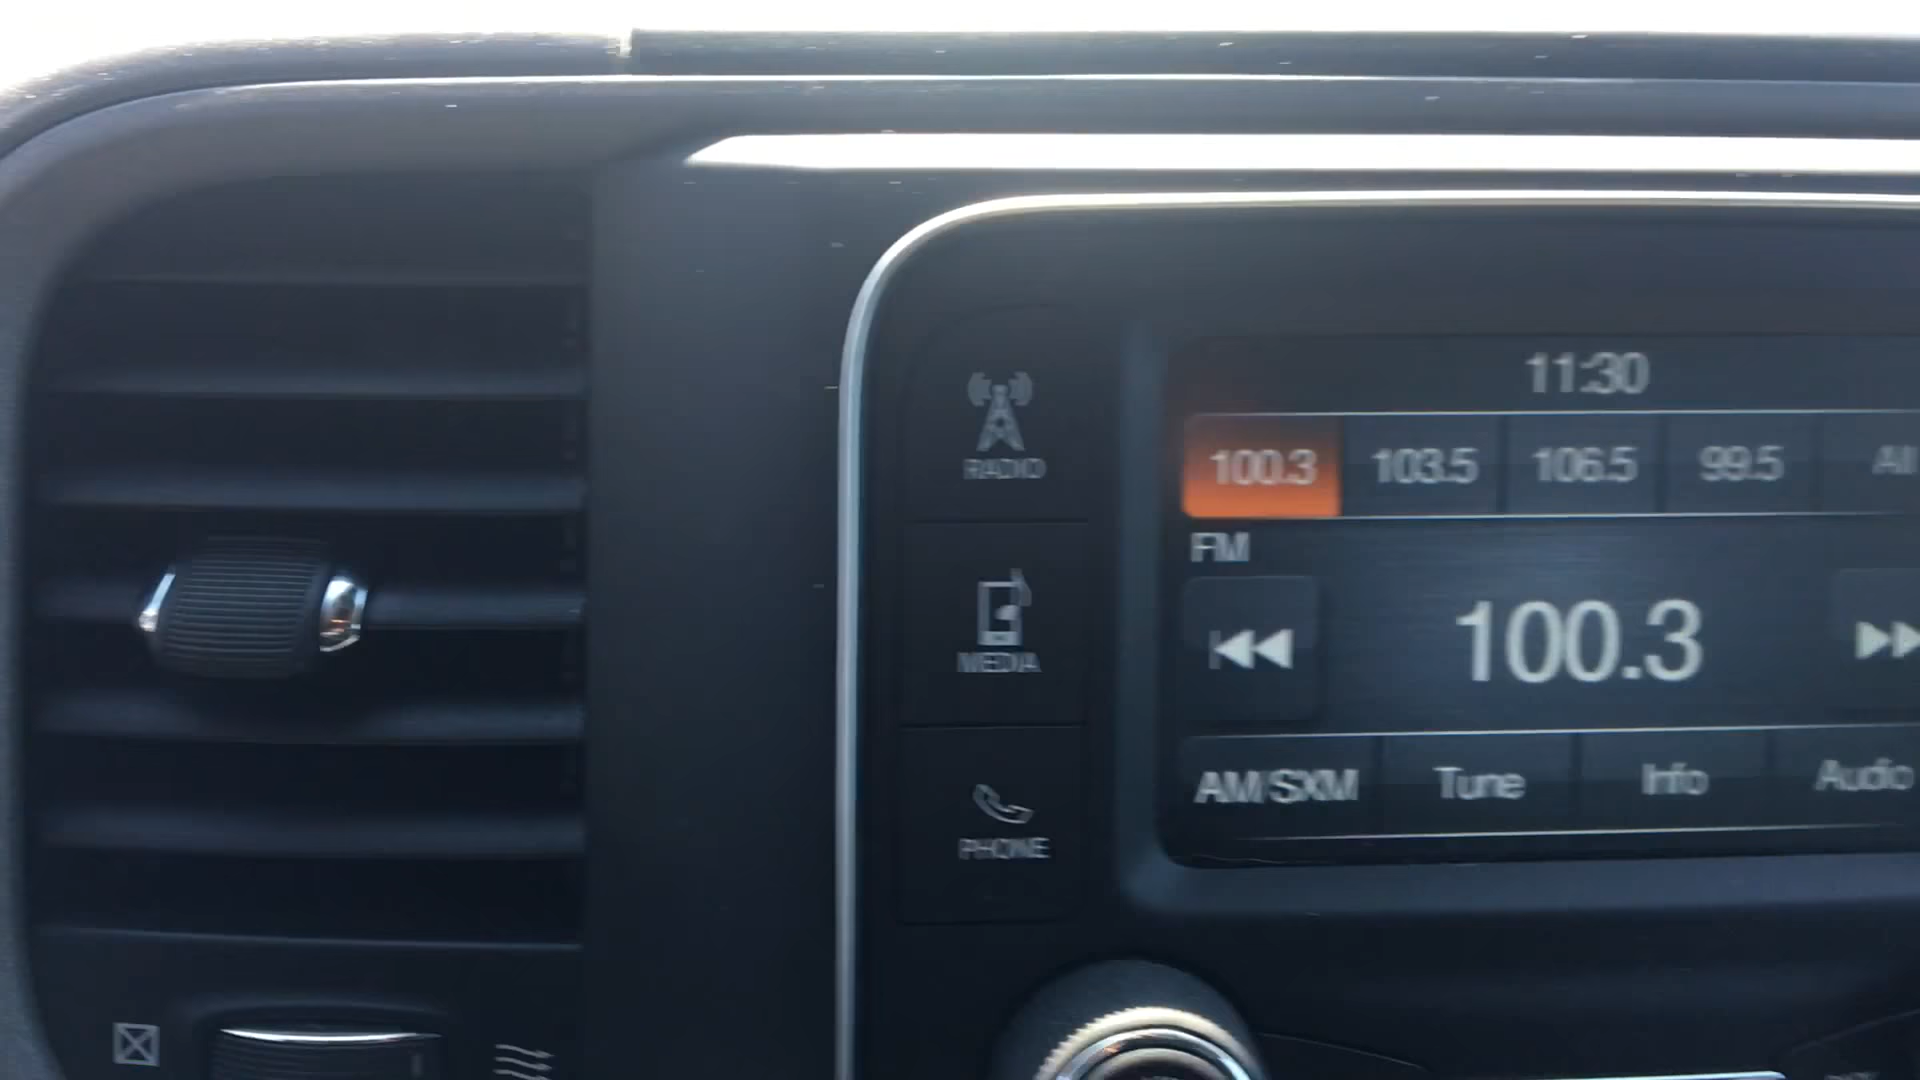 11:30
RADIO
100.3 103.5 106.5 99.5 All
FM
100.3
MEDIA
AM/SXM Tune Info Audio
PHONE